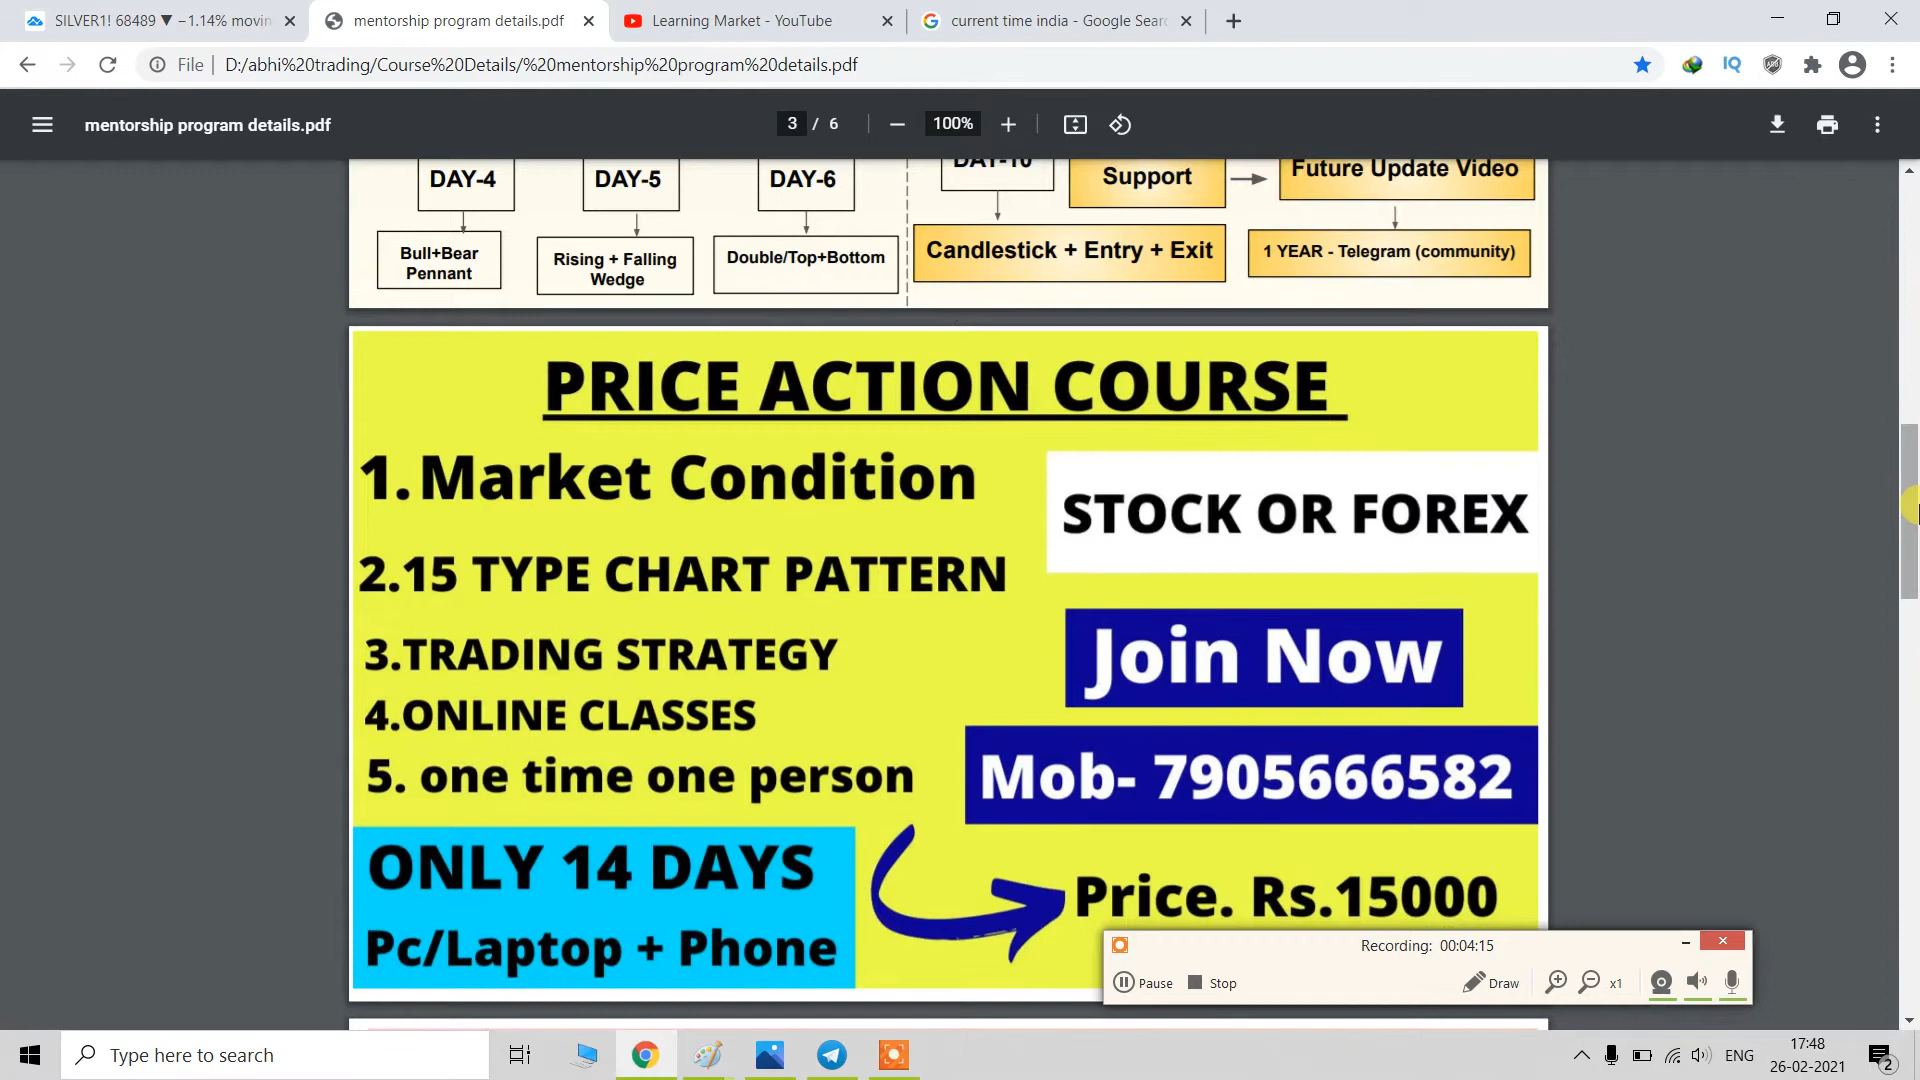 SILVER1! 68489 ▼ −1.14% movin
mentorship program details.pdf
Learning Market - YouTube
current time india - Google Sear
File
D:/abhi%20trading/Course%20Details/%20mentorship%20program%20details.pdf
IQ
mentorship program details.pdf
3 / 6
100%
DAY-4
DAY-5
DAY-6
DAY-10
Support
Future Update Video
Bull+Bear
Pennant
Rising + Falling
Wedge
Double/Top+Bottom
Candlestick + Entry + Exit
1 YEAR - Telegram (community)
PRICE ACTION COURSE
1. Market Condition
STOCK OR FOREX
2.15 TYPE CHART PATTERN
3.TRADING STRATEGY
Join Now
4.ONLINE CLASSES
5. one time one person
Mob- 7905666582
ONLY 14 DAYS
Pc/Laptop + Phone
Price. Rs.15000
Recording: 00:04:15
Pause
Stop
Draw
x1
Type here to search
ENG
17:48
26-02-2021
2